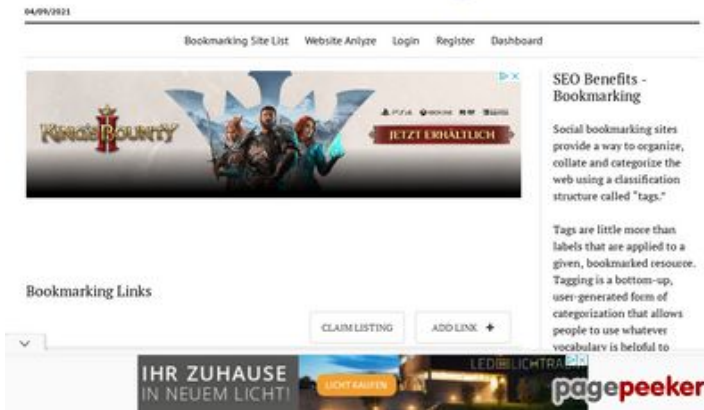 04/09/2021
Bookmarking Site List Website Anlyze Login Register Dashboard
KING'S BOUNTY
II
PS4 XBOX ONE
JETZT ERHÄLTLICH
SEO Benefits -
Bookmarking
Social bookmarking sites
provide a way to organize,
collate and categorize the
web using a classification
structure called "tags."
Tags are little more than
labels that are applied to a
given, bookmarked resource.
Tagging is a bottom-up,
user-generated form of
categorization that allows
people to use whatever
vocabulary is helpful to
Bookmarking Links
CLAIM LISTING
ADD LINK +
IHR ZUHAUSE
IN NEUEM LICHT!
LICHT KAUFEN
pagepeeker